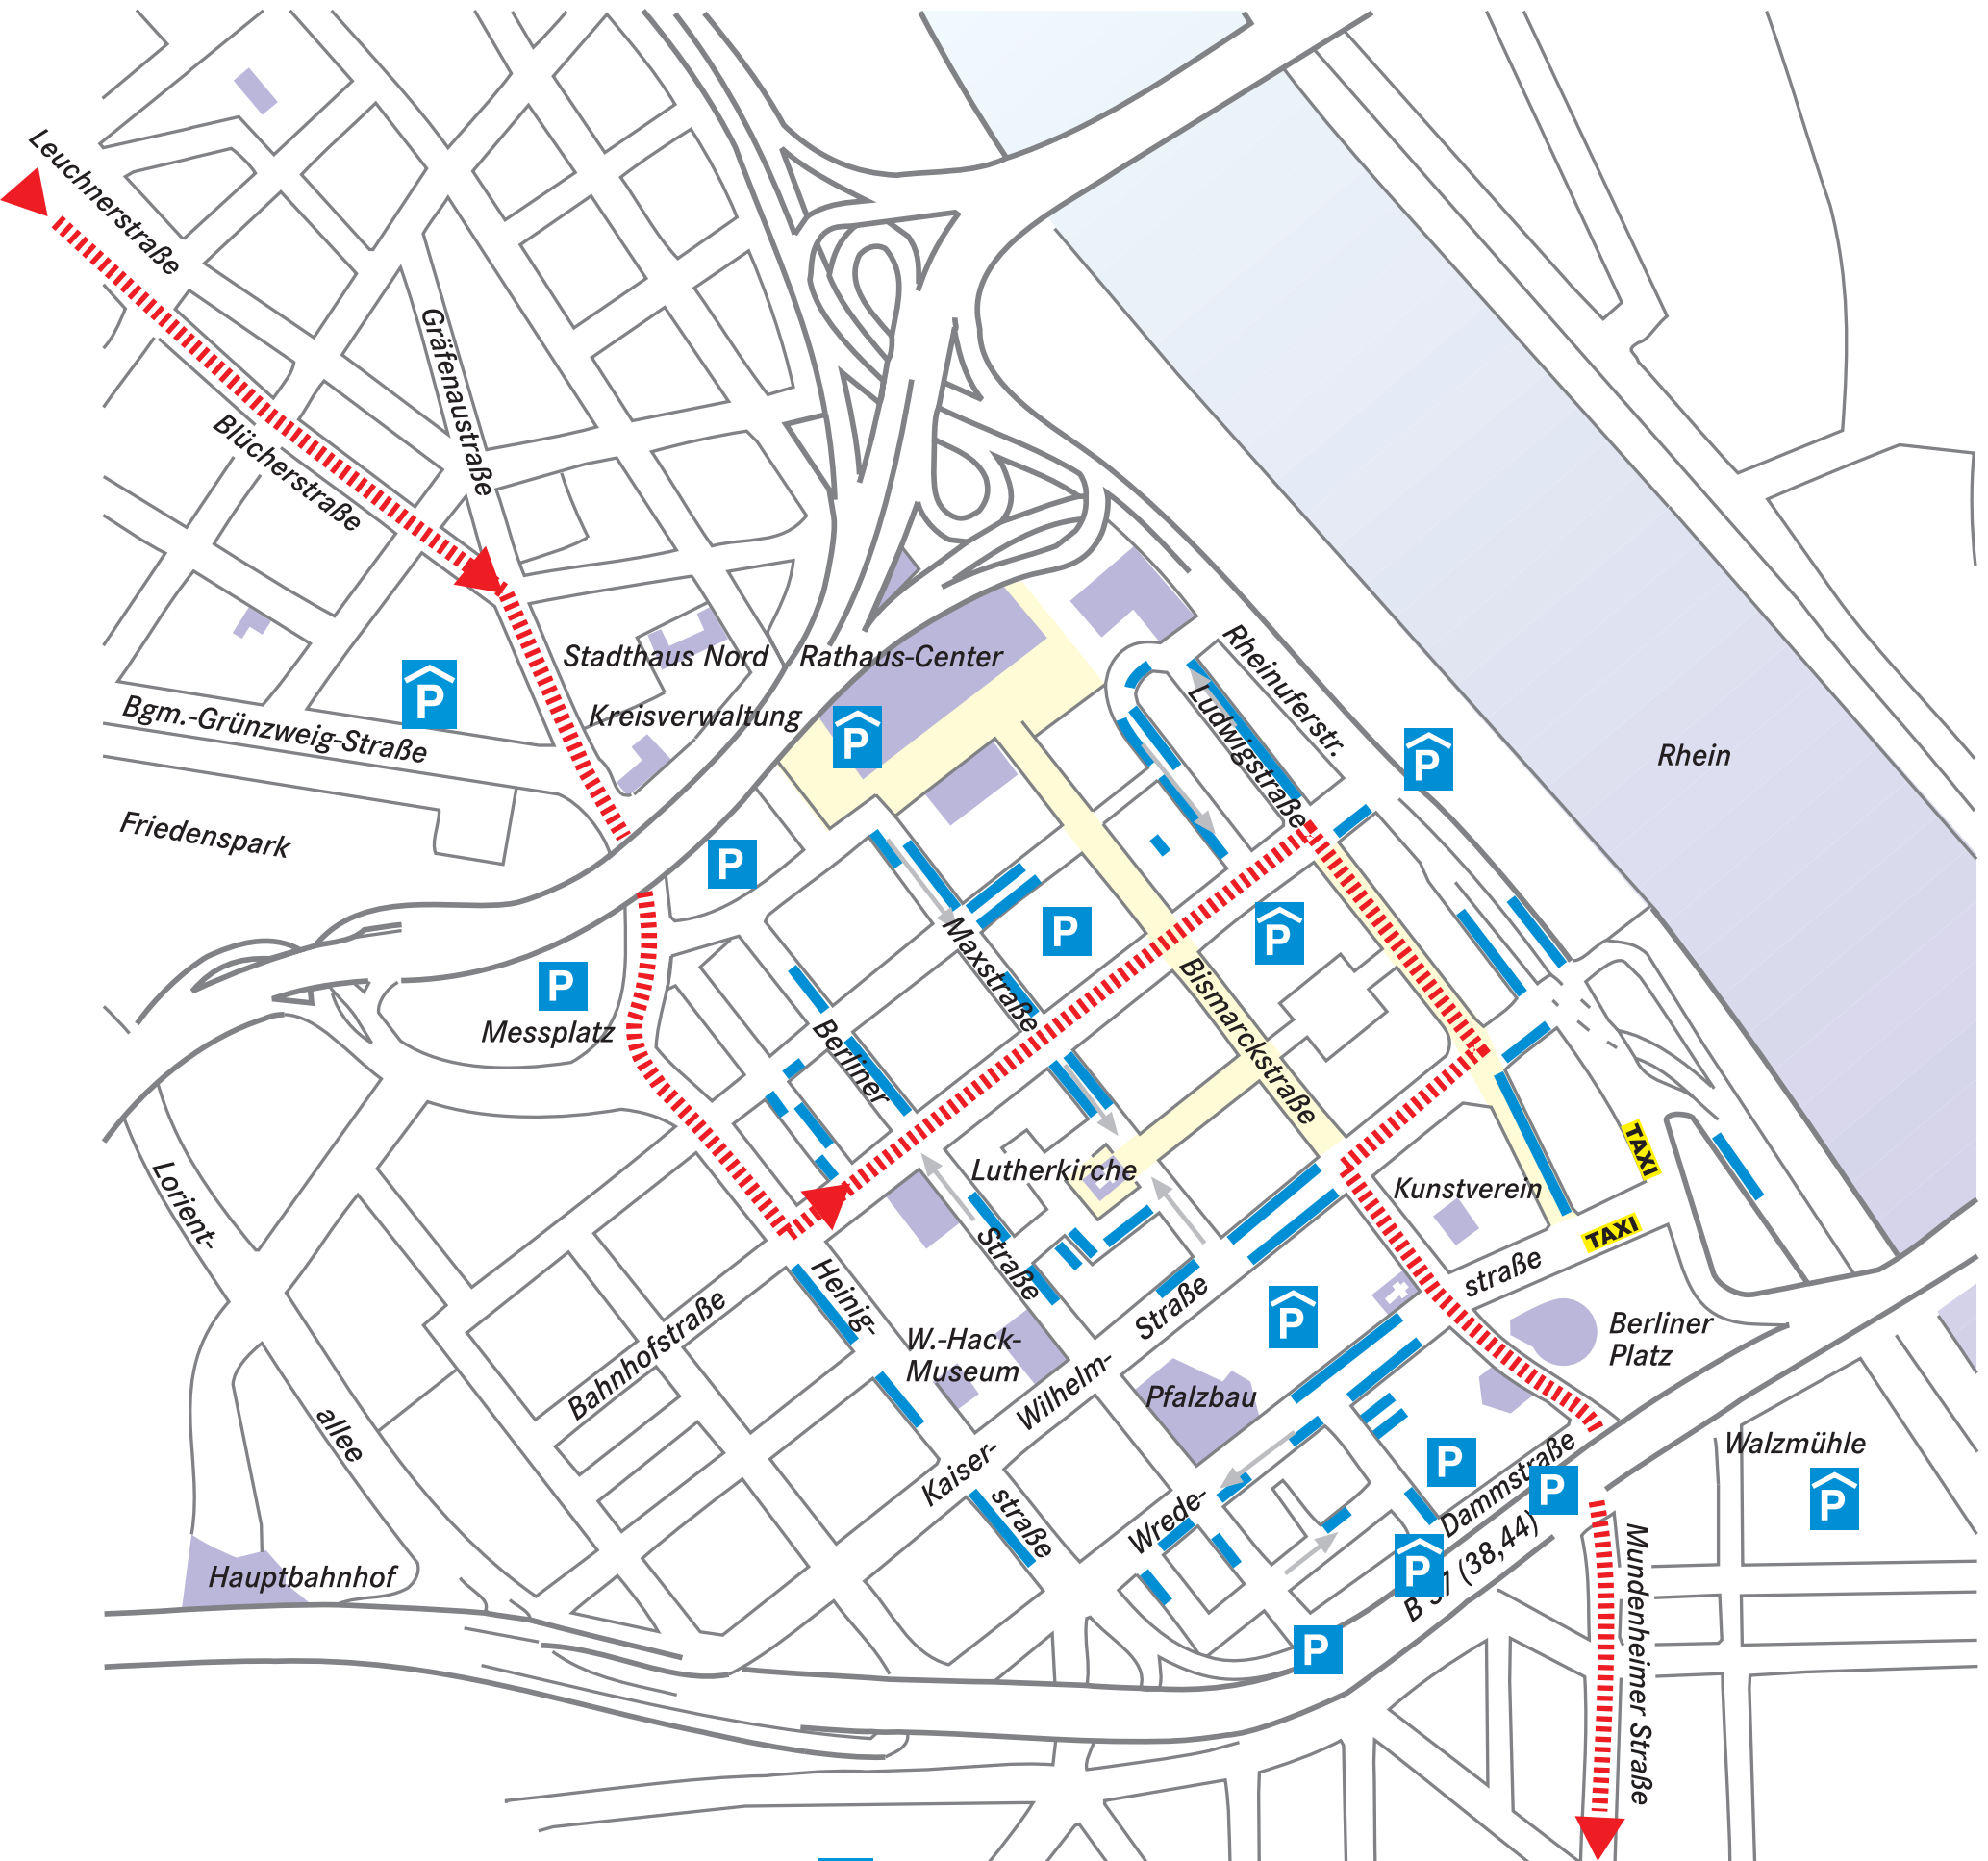 Leuchnerstraße
Gräfenaustraße
Blücherstraße
Stadthaus Nord
Rathaus-Center
Rheinuferstr.
Ludwigstraße
P
Kreisverwaltung
P
P
Rhein
Bgm.-Grünzweig-Straße
Friedenspark
P
P
P
Maxstraße
Bismarckstraße
P
Messplatz
Berliner
Lorient-
Lutherkirche
Kunstverein
TAXI
TAXI
Straße
Heinig-
Straße
straße
P
Berliner
Platz
Bahnhofstraße
W.-Hack-
Museum
Wilhelm-
Pfalzbau
allee
Kaiser-
straße
Wrede-
P
P
Dammstraße
Walzmühle
P
P
B 37 (38,44)
Hauptbahnhof
Mundenheimer Straße
P